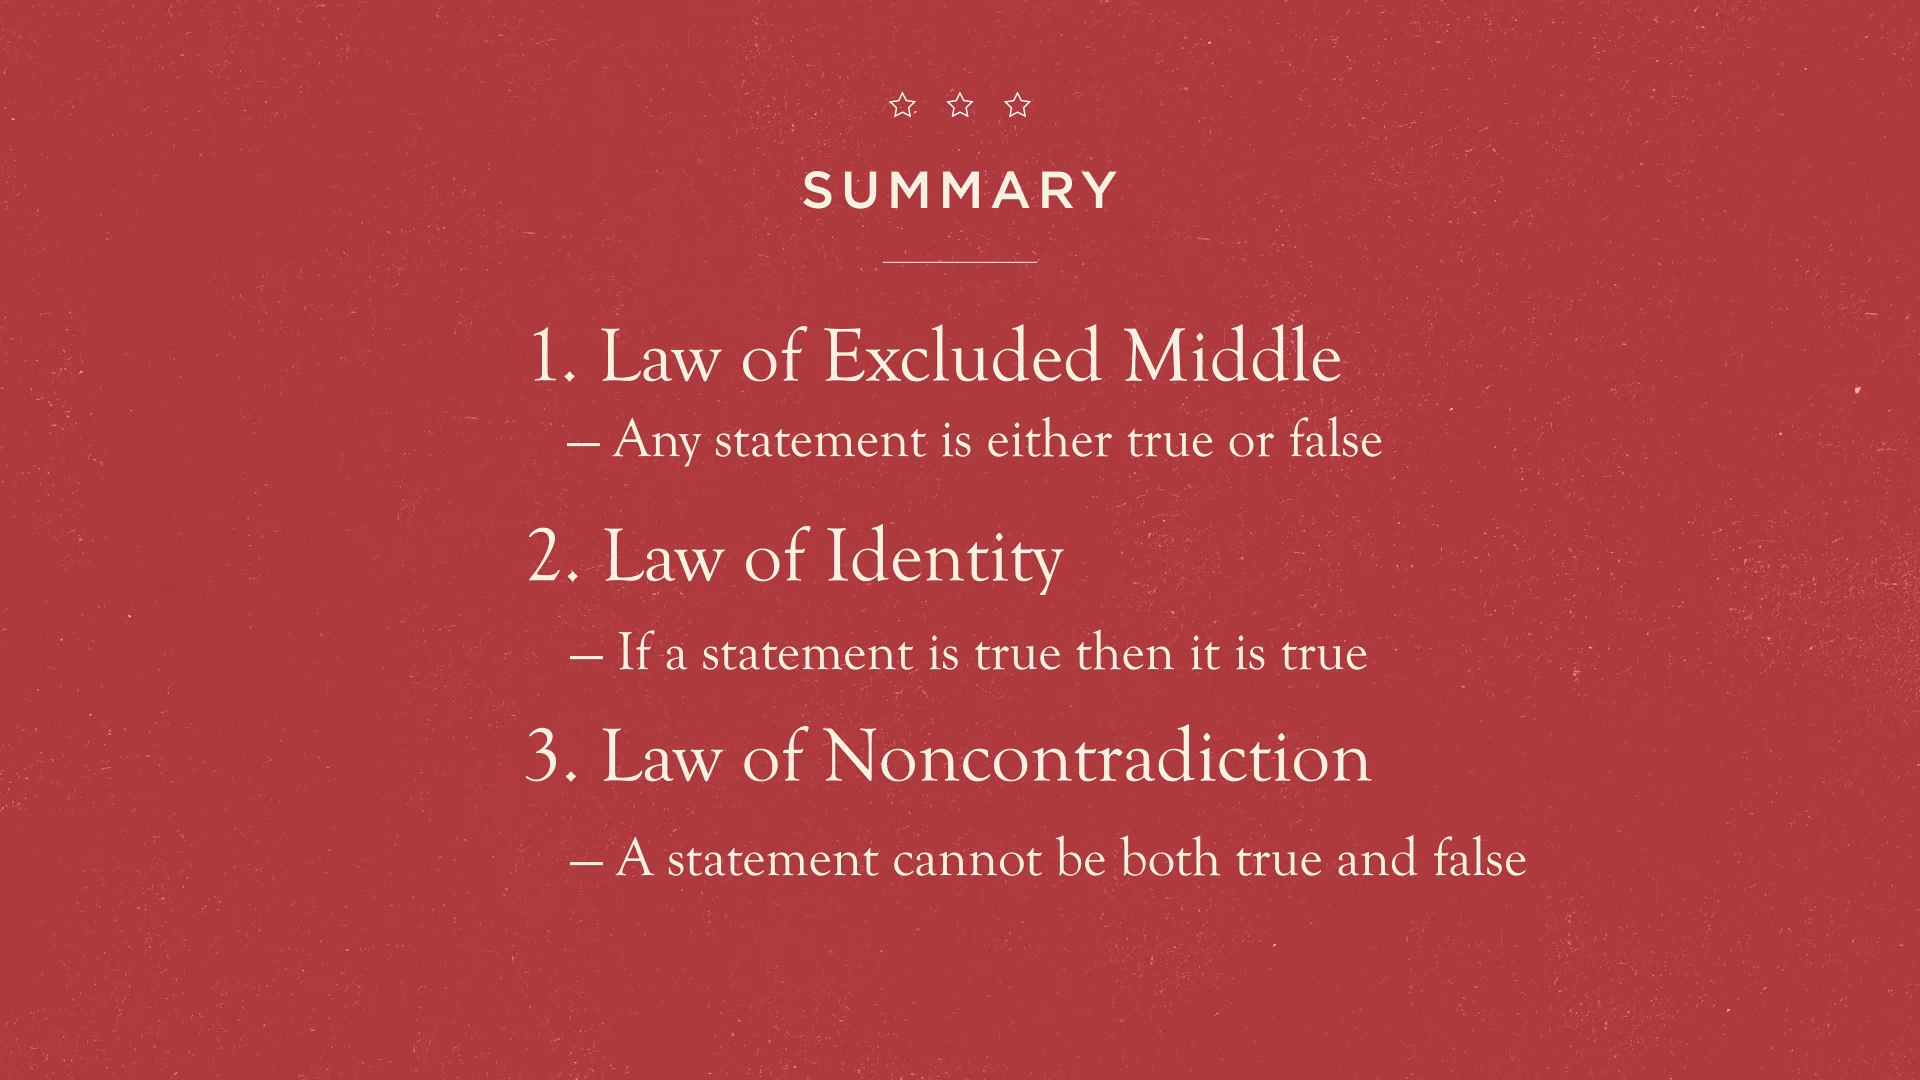 SUMMARY
1. Law of Excluded Middle
– Any statement is either true or false
2. Law of Identity
– If a statement is true then it is true
3. Law of Noncontradiction
– A statement cannot be both true and false